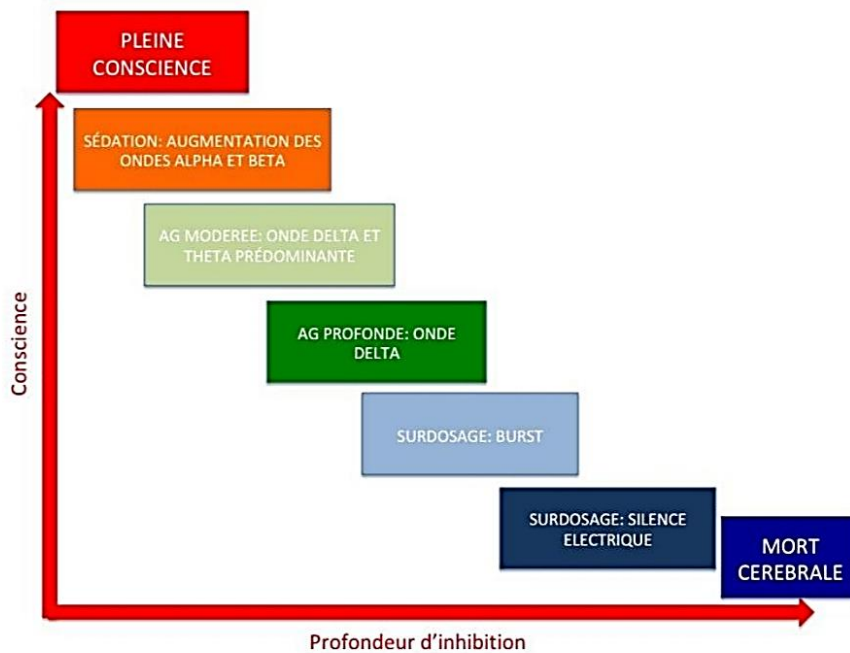 PLEINE
CONSCIENCE
SÉDATION: AUGMENTATION DES
ONDES ALPHA ET BETA
AG MODEREE: ONDE DELTA ET
THETA PRÉDOMINANTE
AG PROFONDE: ONDE
DELTA
SURDOSAGE: BURST
SURDOSAGE: SILENCE
ELECTRIQUE
MORT
CEREBRALE
Conscience
Profondeur d'inhibition